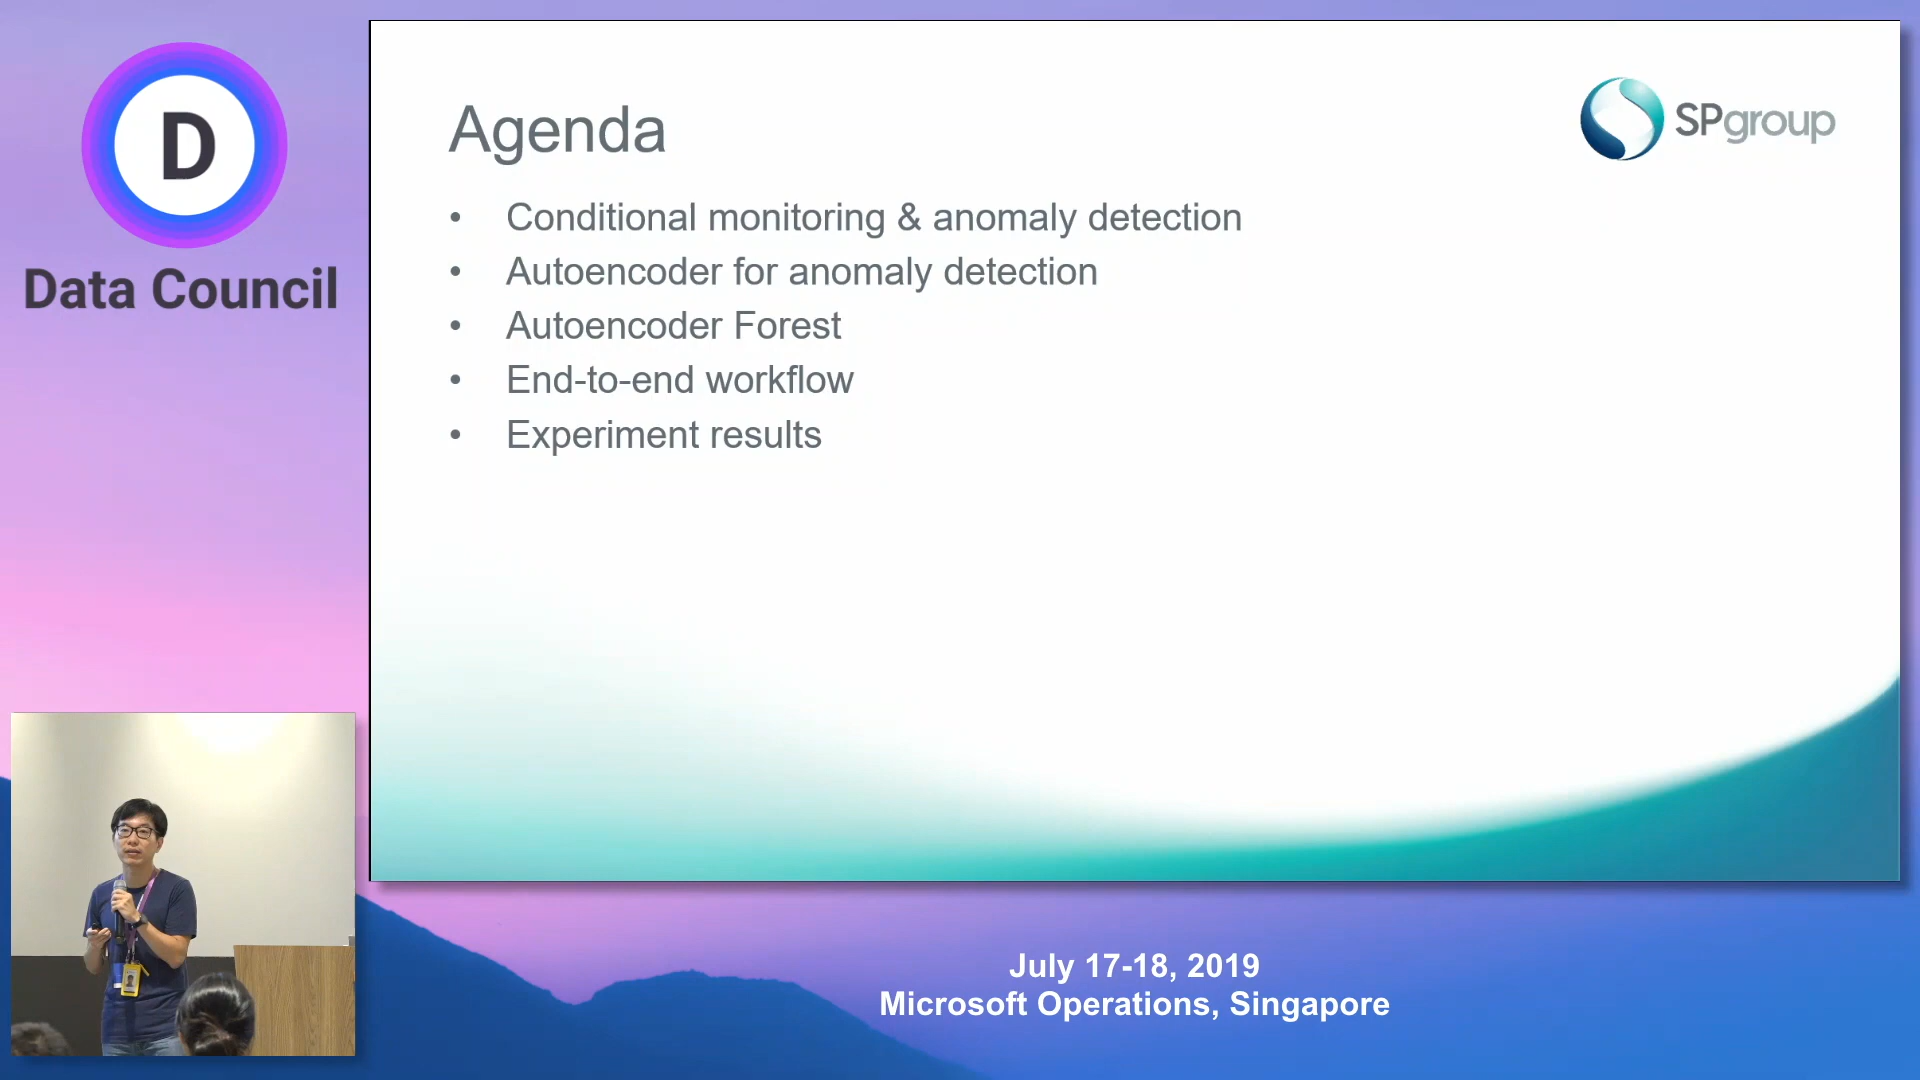 D
Data Council
Agenda
SPgroup
• Conditional monitoring & anomaly detection
• Autoencoder for anomaly detection
• Autoencoder Forest
• End-to-end workflow
• Experiment results
July 17-18, 2019
Microsoft Operations, Singapore